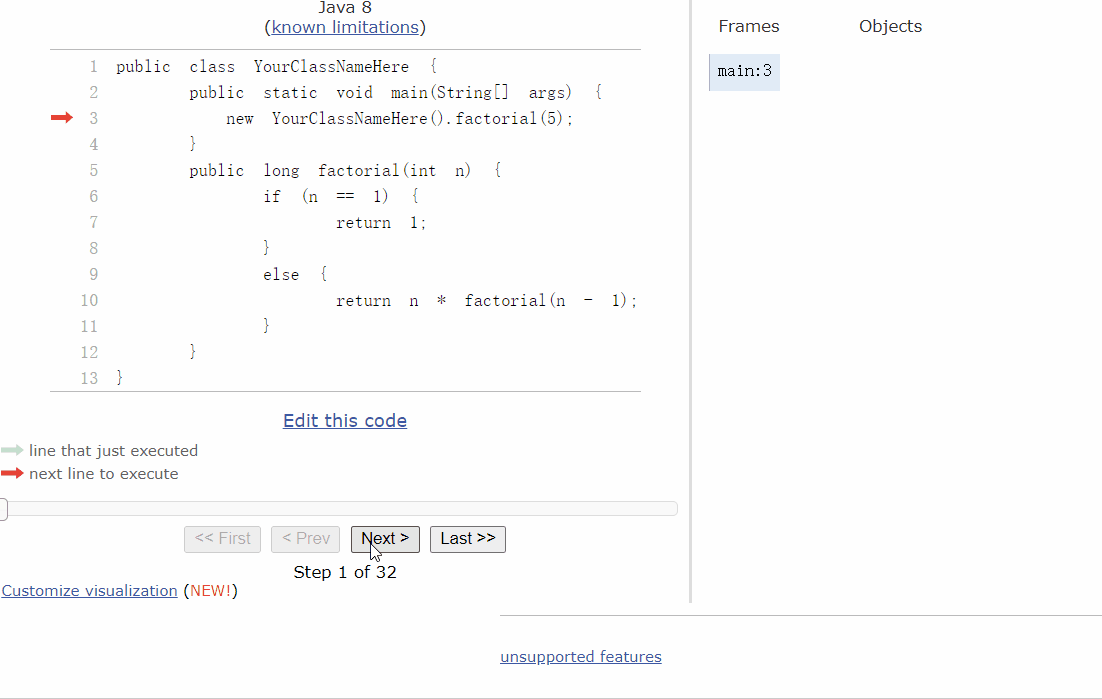 Java 8
(known limitations)
1 public class YourClassNameHere {
2 public static void main(String[] args) {
3 new YourClassNameHere().factorial(5);
4 }
5 public long factorial(int n) {
6 if (n == 1) {
7 return 1;
8 }
9 else {
10 return n * factorial(n - 1);
11 }
12 }
13 }
Edit this code
line that just executed
next line to execute
<< First < Prev Next > Last >>
Step 1 of 32
Customize visualization (NEW!)
unsupported features
Frames Objects
main:3